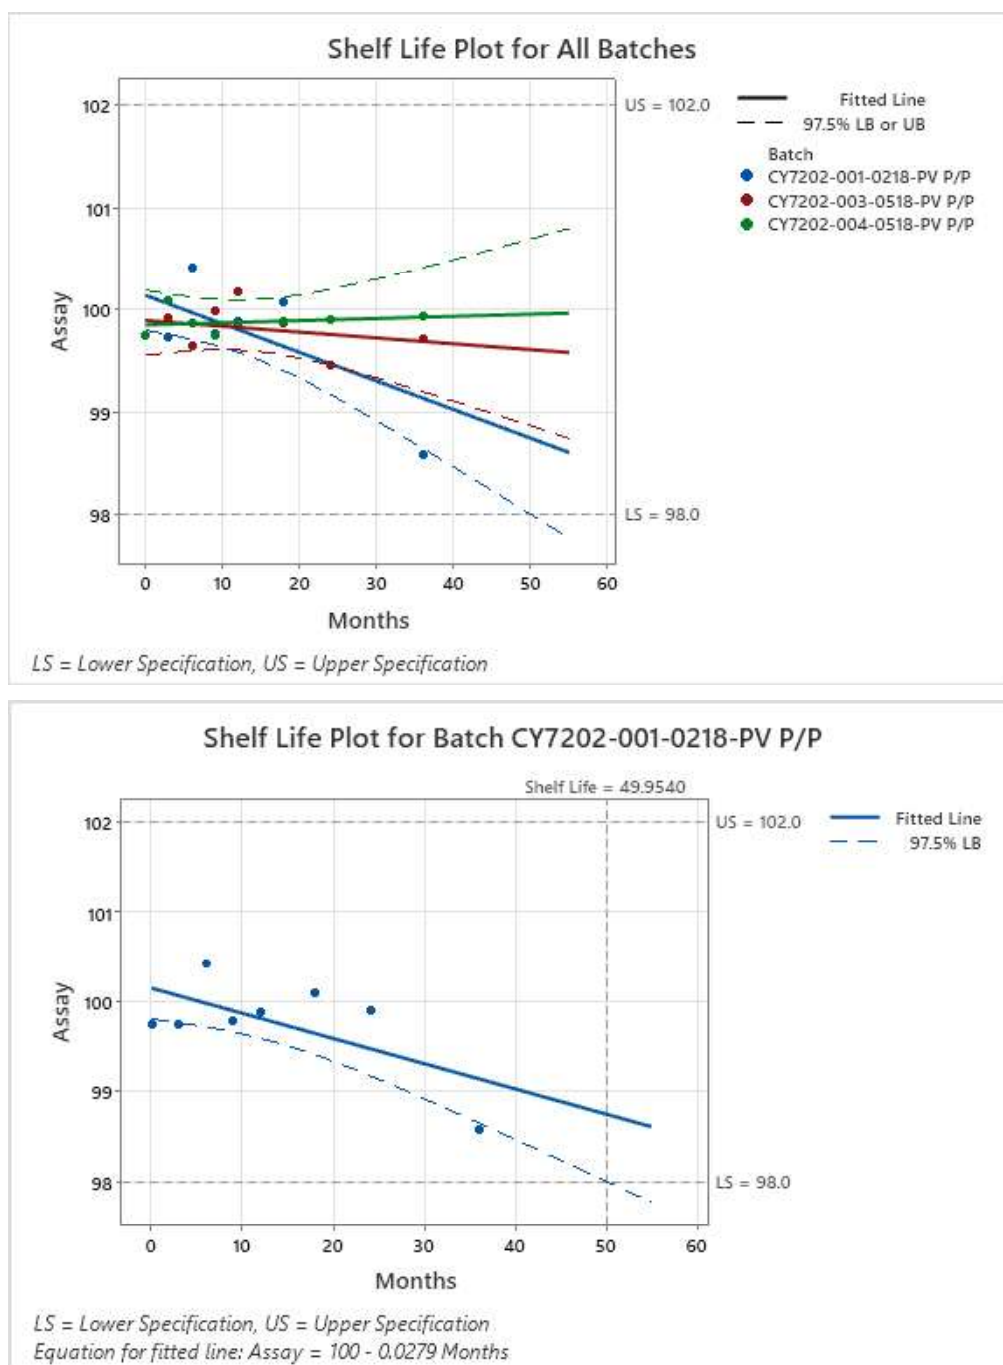 Shelf Life Plot for All Batches
102
101
100
99
98
Assay
0 10 20 30 40 50 60
Months
US = 102.0
LS = 98.0
Fitted Line
97.5% LB or UB
Batch
CY7202-001-0218-PV P/P
CY7202-003-0518-PV P/P
CY7202-004-0518-PV P/P
LS = Lower Specification, US = Upper Specification
Shelf Life Plot for Batch CY7202-001-0218-PV P/P
Shelf Life = 49.9540
102
101
100
99
98
Assay
0 10 20 30 40 50 60
Months
US = 102.0
LS = 98.0
Fitted Line
97.5% LB
LS = Lower Specification, US = Upper Specification
Equation for fitted line: Assay = 100 - 0.0279 Months